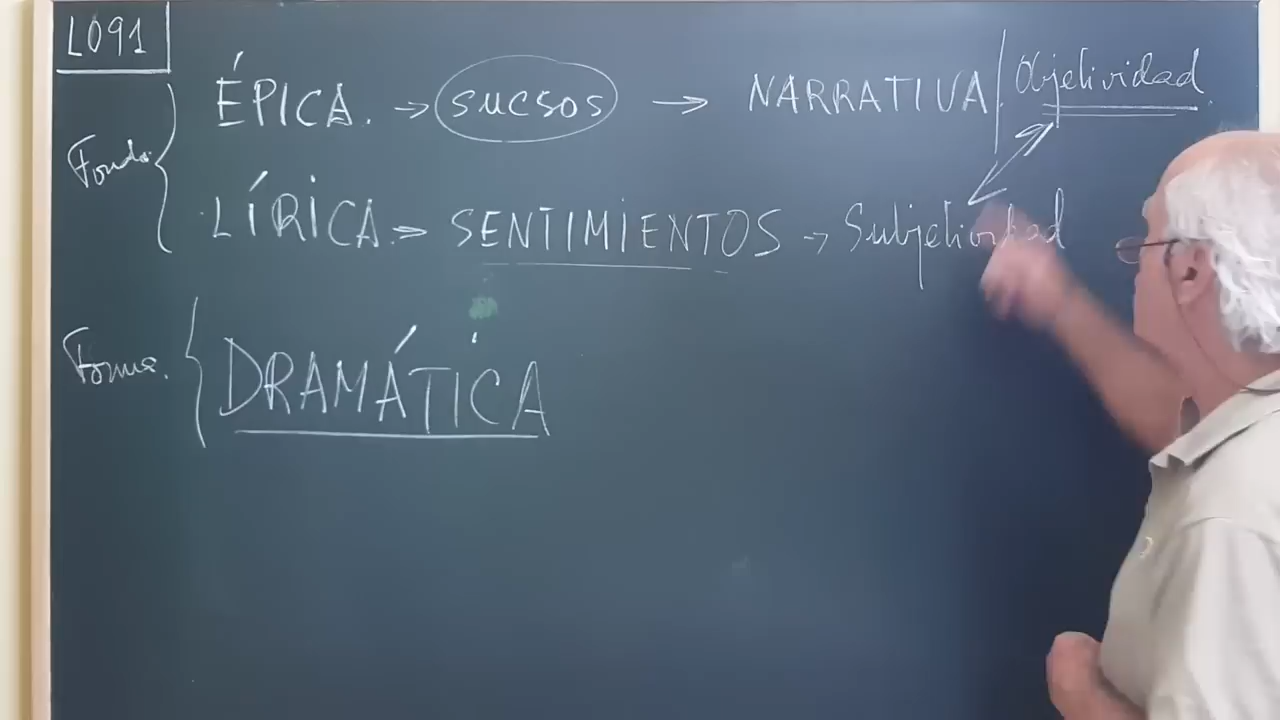 L091
ÉPICA. → sucsos → NARRATIVA / Objetividad
Fondo
LÍRICA. → SENTIMIENTOS → Subjetividad
Forma.
DRAMÁTICA